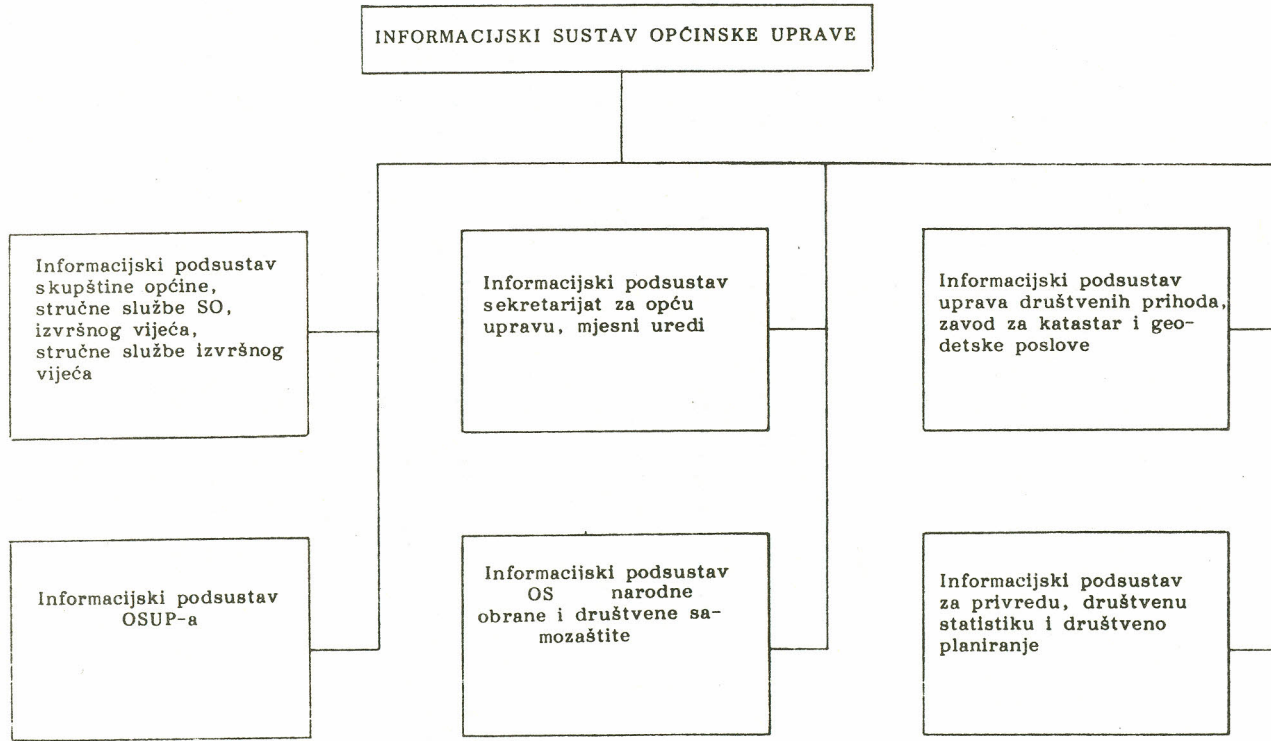 INFORMACIJSKI SUSTAV OPĆINSKE UPRAVE
Informacijski podsustav
skupštine općine,
stručne službe SO,
izvršnog vijeća,
stručne službe izvršnog
vijeća
Informacijski podsustav
sekretarijat za opću
upravu, mjesni uredi
Informacijski podsustav
uprava društvenih prihoda,
zavod za katastar i geo-
detske poslove
Informacijski podsustav
OSUP-a
Informacijski podsustav
OS narodne
obrane i društvene sa-
mozaštite
Informacijski podsustav
za privredu, društvenu
statistiku i društveno
planiranje